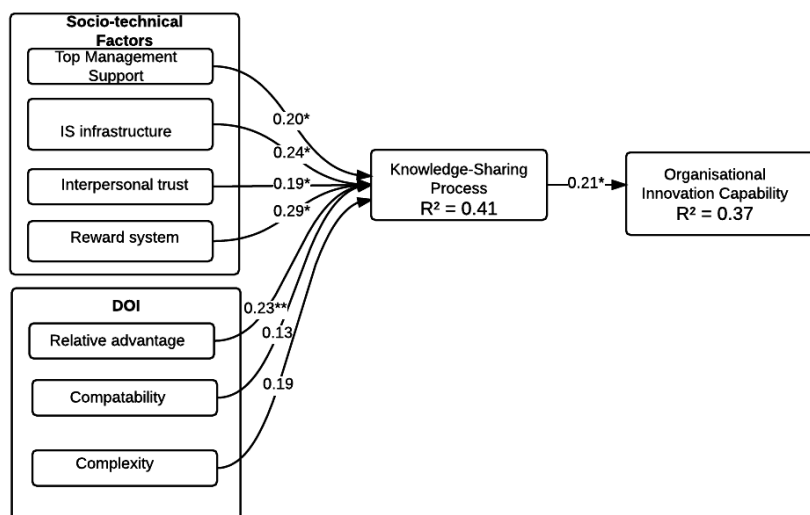 Socio-technical
Factors
Top Management
Support
IS infrastructure
Interpersonal trust
Reward system
0.20*
0.24*
0.19*
0.29*
Knowledge-Sharing
Process
R² = 0.41
0.21*
Organisational
Innovation Capability
R² = 0.37
DOI
Relative advantage
Compatability
Complexity
0.23**
0.13
0.19